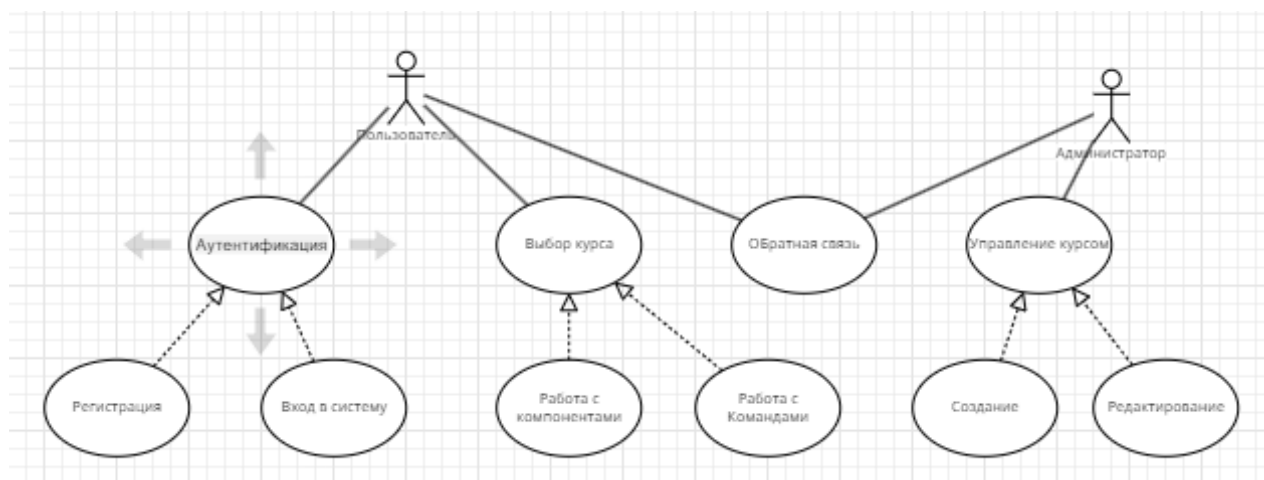 Пользователь
Администратор
Аутентификация
Выбор курса
ОБратная связь
Управление курсом
Регистрация
Вход в систему
Работа с
компонентами
Работа с
Командами
Создание
Редактирование